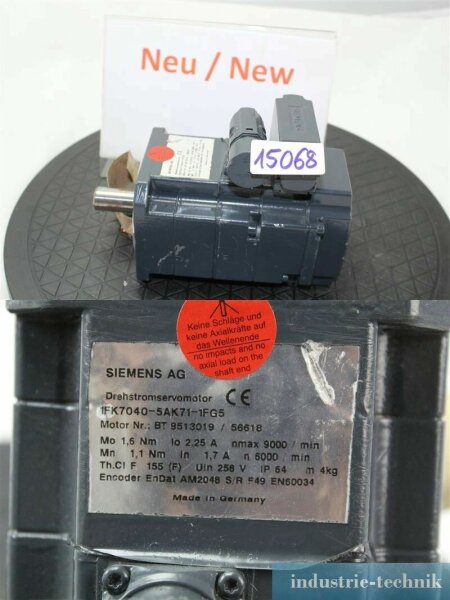 Neu / New
15068
Keine Schläge und
keine Axialkräfte auf
das Wellenende
no impacts and no
axial load on the
shaft end
SIEMENS AG
Drehstromservomotor CE
1FK7040-5AK71-1FG5
Motor Nr.: BT 9513019 / 56618
Mo 1,6 Nm Io 2,25 A nmax 9000 / min
Mn 1,1 Nm In 1,7 A n 6000 / min
Th.Cl F 155 (F) Uin 258 V IP 64 m 4kg
Encoder EnDat AM2048 S/R F49 EN60034
Made in Germany
industrie-technik